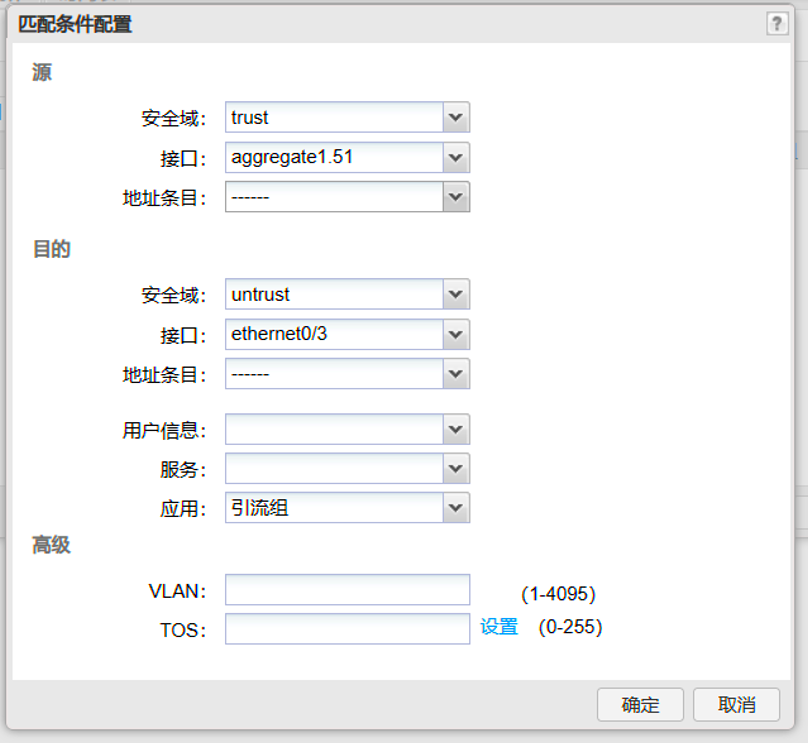 匹配条件配置 ?
源
安全域: trust
接口: aggregate1.51
地址条目: ------
目的
安全域: untrust
接口: ethernet0/3
地址条目: ------
用户信息:
服务:
应用: 引流组
高级
VLAN: (1-4095)
TOS: 设置 (0-255)
确定 取消